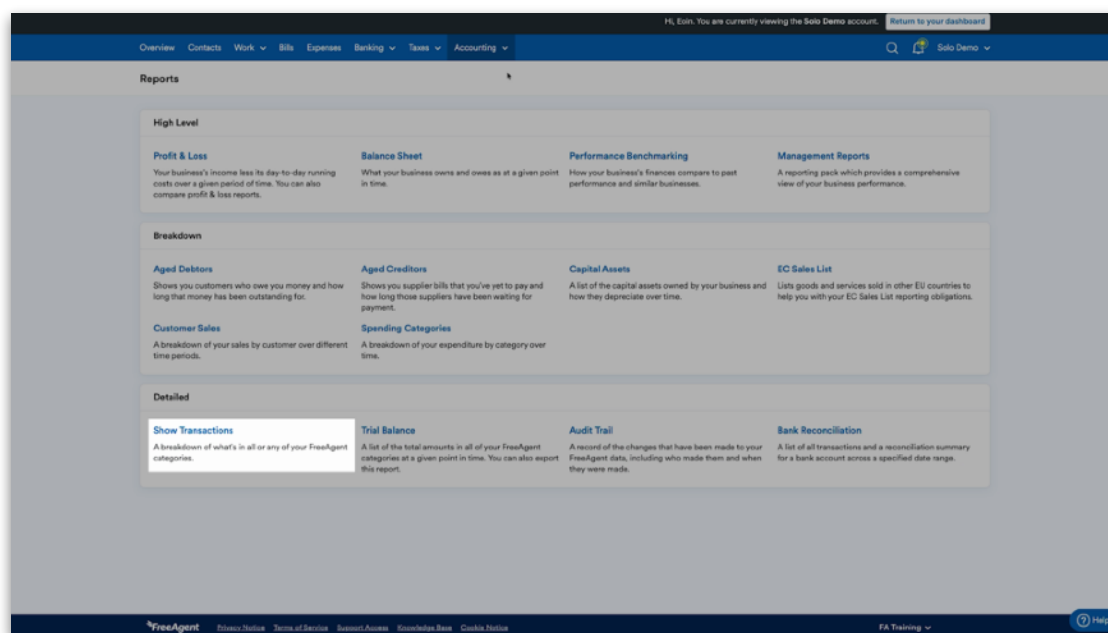 Hi, Eoin. You are currently viewing the Solo Demo account. Return to your dashboard
Overview Contacts Work Bills Expenses Banking Taxes Accounting Solo Demo
Reports
High Level
Profit & Loss
Your business's income less its day-to-day running
costs over a given period of time. You can also
compare profit & loss reports.
Balance Sheet
What your business owns and owes as at a given point
in time.
Performance Benchmarking
How your business's finances compare to past
performance and similar businesses.
Management Reports
A reporting pack which provides a comprehensive
view of your business performance.
Breakdown
Aged Debtors
Shows you customers who owe you money and how
long that money has been outstanding for.
Aged Creditors
Shows you supplier bills that you've yet to pay and
how long those suppliers have been waiting for
payment.
Capital Assets
A list of the capital assets owned by your business and
how they depreciate over time.
EC Sales List
Lists goods and services sold in other EU countries to
help you with your EC Sales List reporting obligations.
Customer Sales
A breakdown of your sales by customer over different
time periods.
Spending Categories
A breakdown of your expenditure by category over
time.
Detailed
Show Transactions
A breakdown of what's in all or any of your FreeAgent
categories.
Trial Balance
A list of the total amounts in all of your FreeAgent
categories at a given point in time. You can also export
this report.
Audit Trail
A record of the changes that have been made to your
FreeAgent data, including who made them and when
they were made.
Bank Reconciliation
A list of all transactions and a reconciliation summary
for a bank account across a specified date range.
FreeAgent Privacy Notice Terms of Service Support Access Knowledge Base Cookie Notice FA Training
Help